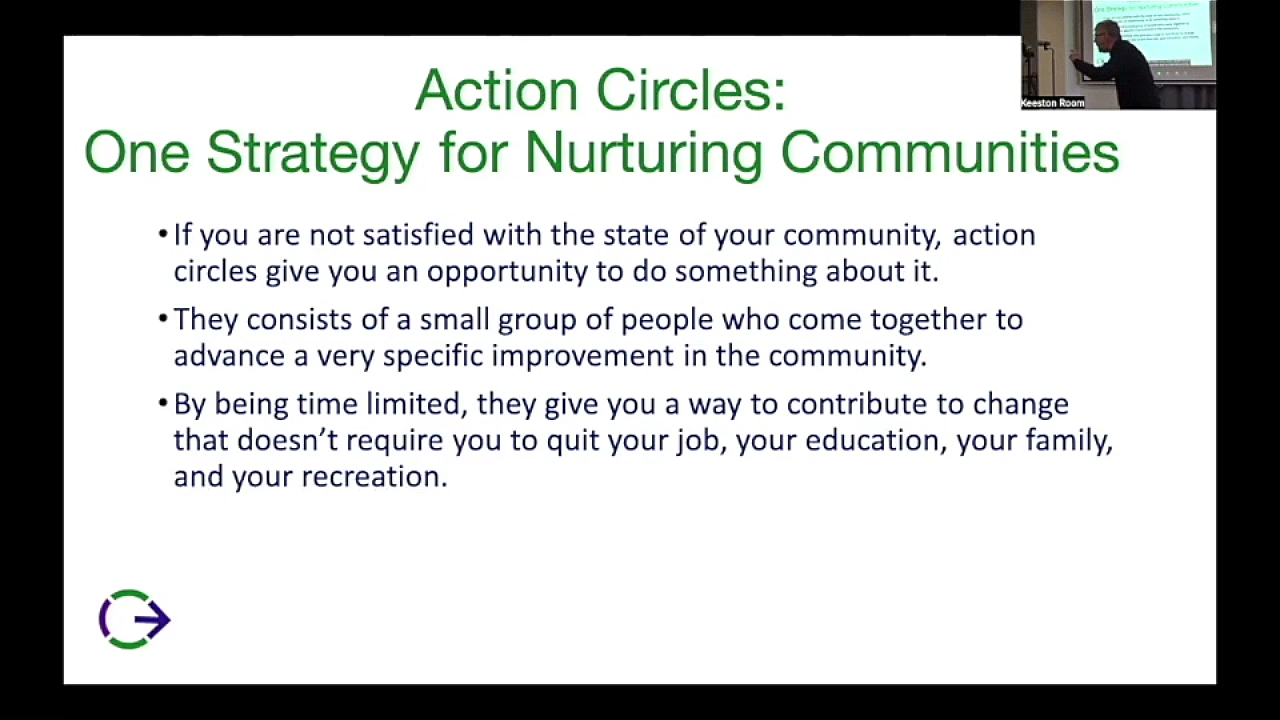 Action Circles:
One Strategy for Nurturing Communities
Keeston Room
•If you are not satisfied with the state of your community, action
circles give you an opportunity to do something about it.
•They consists of a small group of people who come together to
advance a very specific improvement in the community.
•By being time limited, they give you a way to contribute to change
that doesn’t require you to quit your job, your education, your family,
and your recreation.